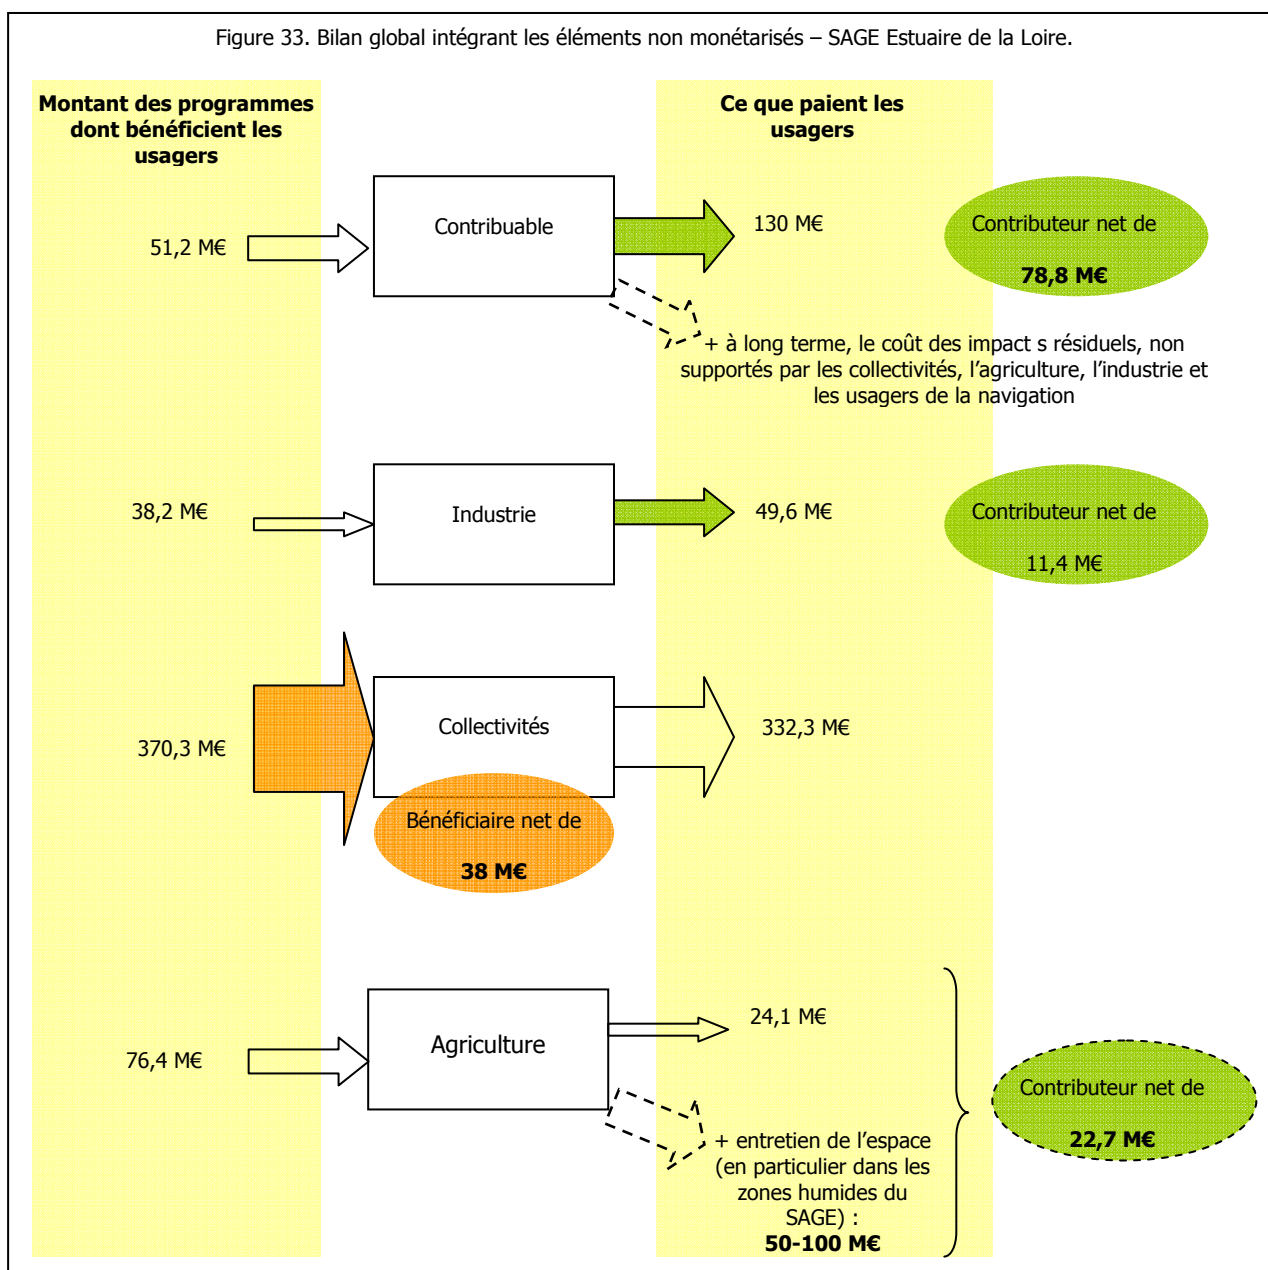 Figure 33. Bilan global intégrant les éléments non monétarisés – SAGE Estuaire de la Loire.
Montant des programmes
dont bénéficient les
usagers
Ce que paient les
usagers
51,2 M€
Contribuable
130 M€
Contributeur net de
78,8 M€
+ à long terme, le coût des impact s résiduels, non
supportés par les collectivités, l’agriculture, l’industrie et
les usagers de la navigation
38,2 M€
Industrie
49,6 M€
Contributeur net de
11,4 M€
370,3 M€
Collectivités
332,3 M€
Bénéficiaire net de
38 M€
76,4 M€
Agriculture
24,1 M€
+ entretien de l’espace
(en particulier dans les
zones humides du
SAGE) :
50-100 M€
Contributeur net de
22,7 M€